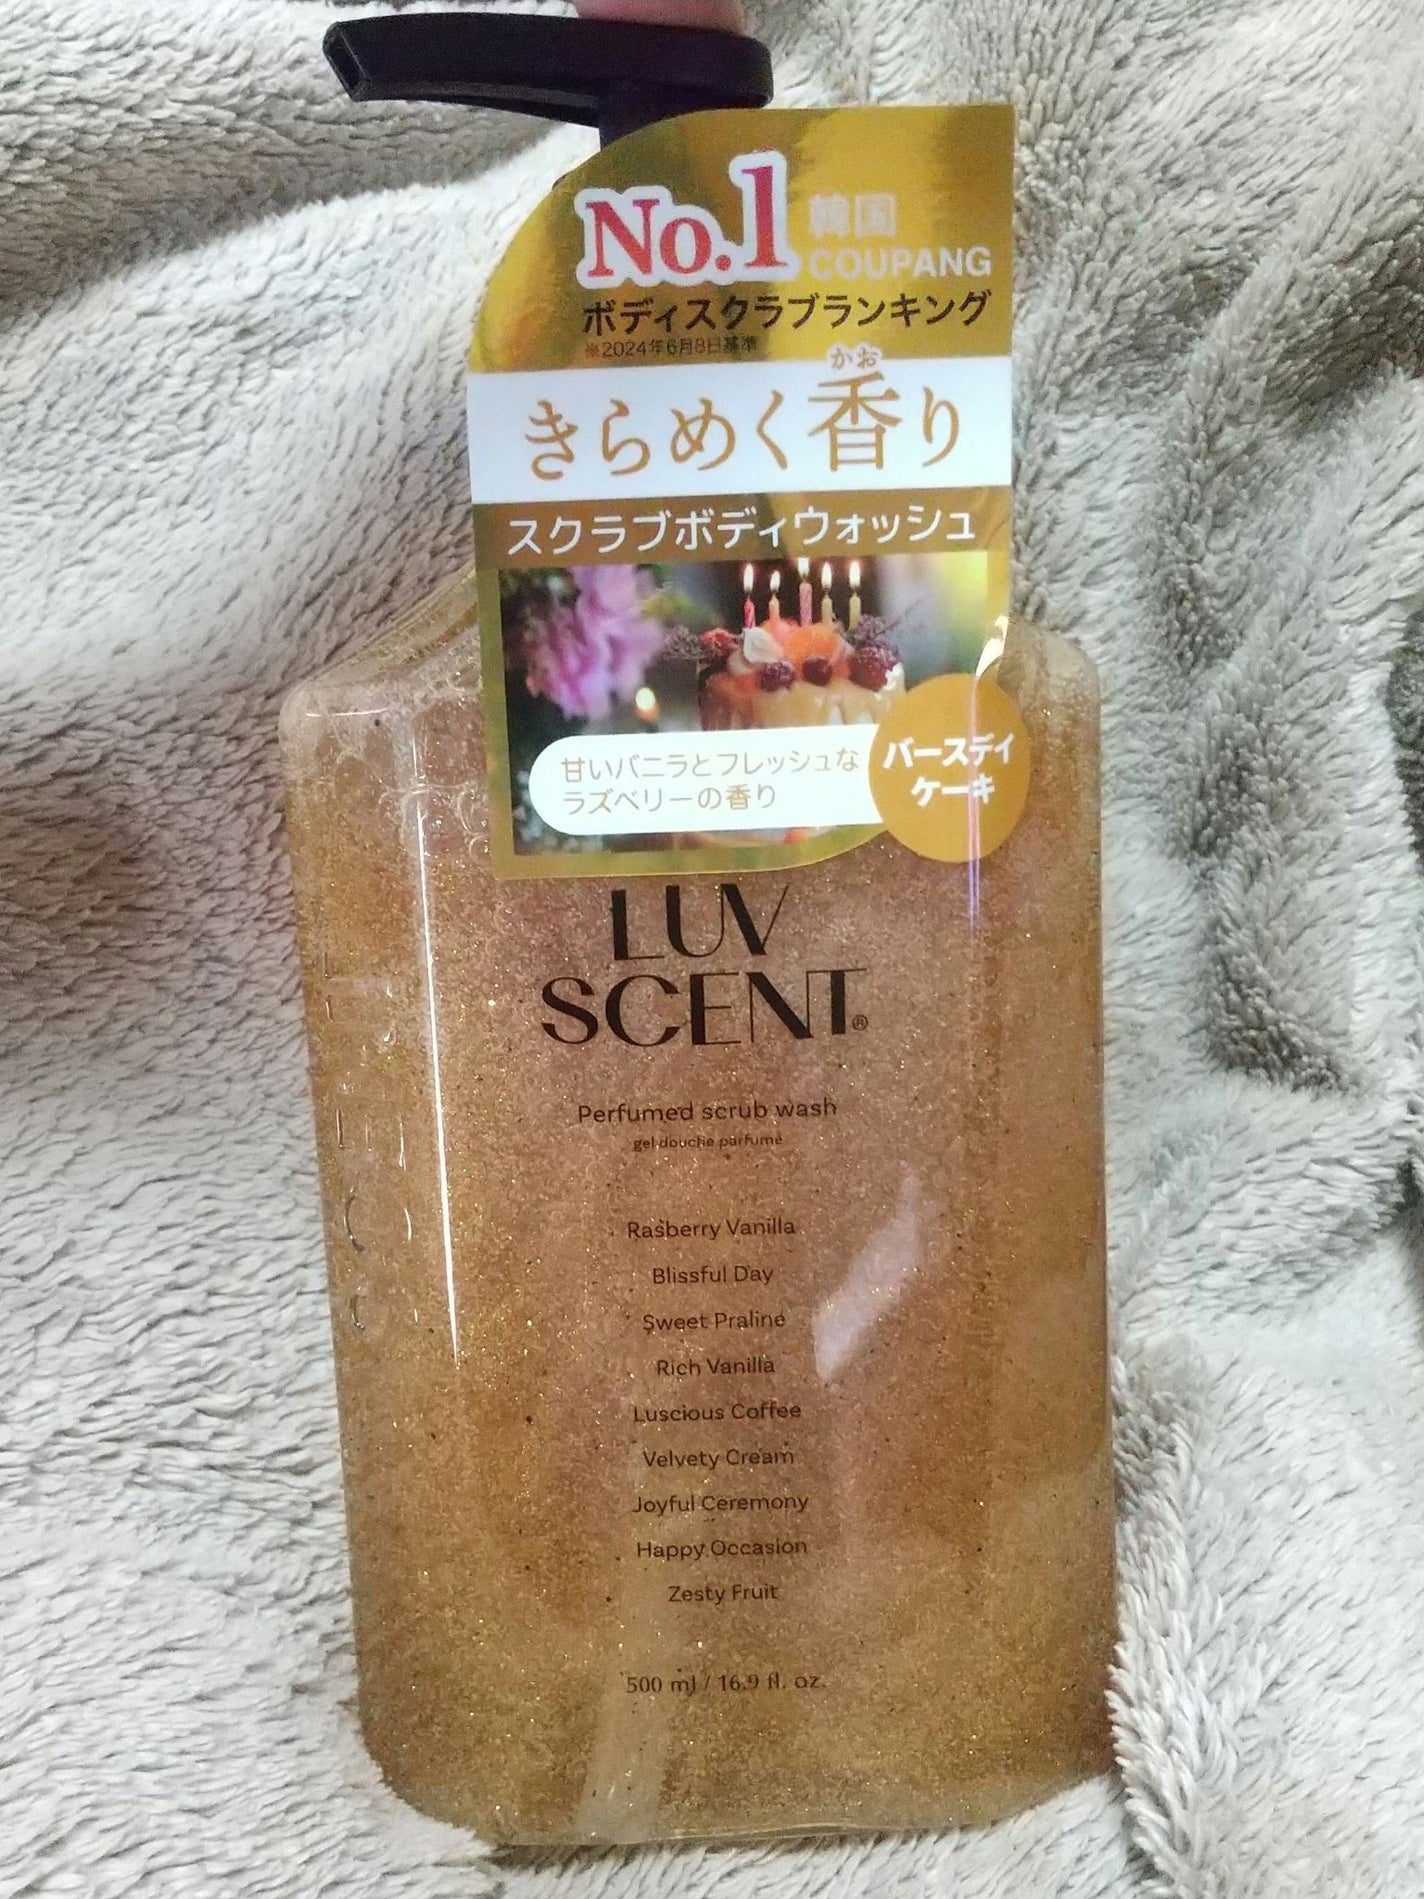 No.1 韓国
COUPANG
ボディスクラブランキング
※2024年6月8日基準
かお
きらめく香り
スクラブボディウォッシュ
甘いバニラとフレッシュな
ラズベリーの香り
バースデイ
ケーキ
LUV
SCENT®
Perfumed scrub wash
gel douche parfumé
Rasberry Vanilla
Blissful Day
Sweet Praline
Rich Vanilla
Luscious Coffee
Velvety Cream
Joyful Ceremony
Happy Occasion
Zesty Fruit
500 ml / 16.9 fl. oz.